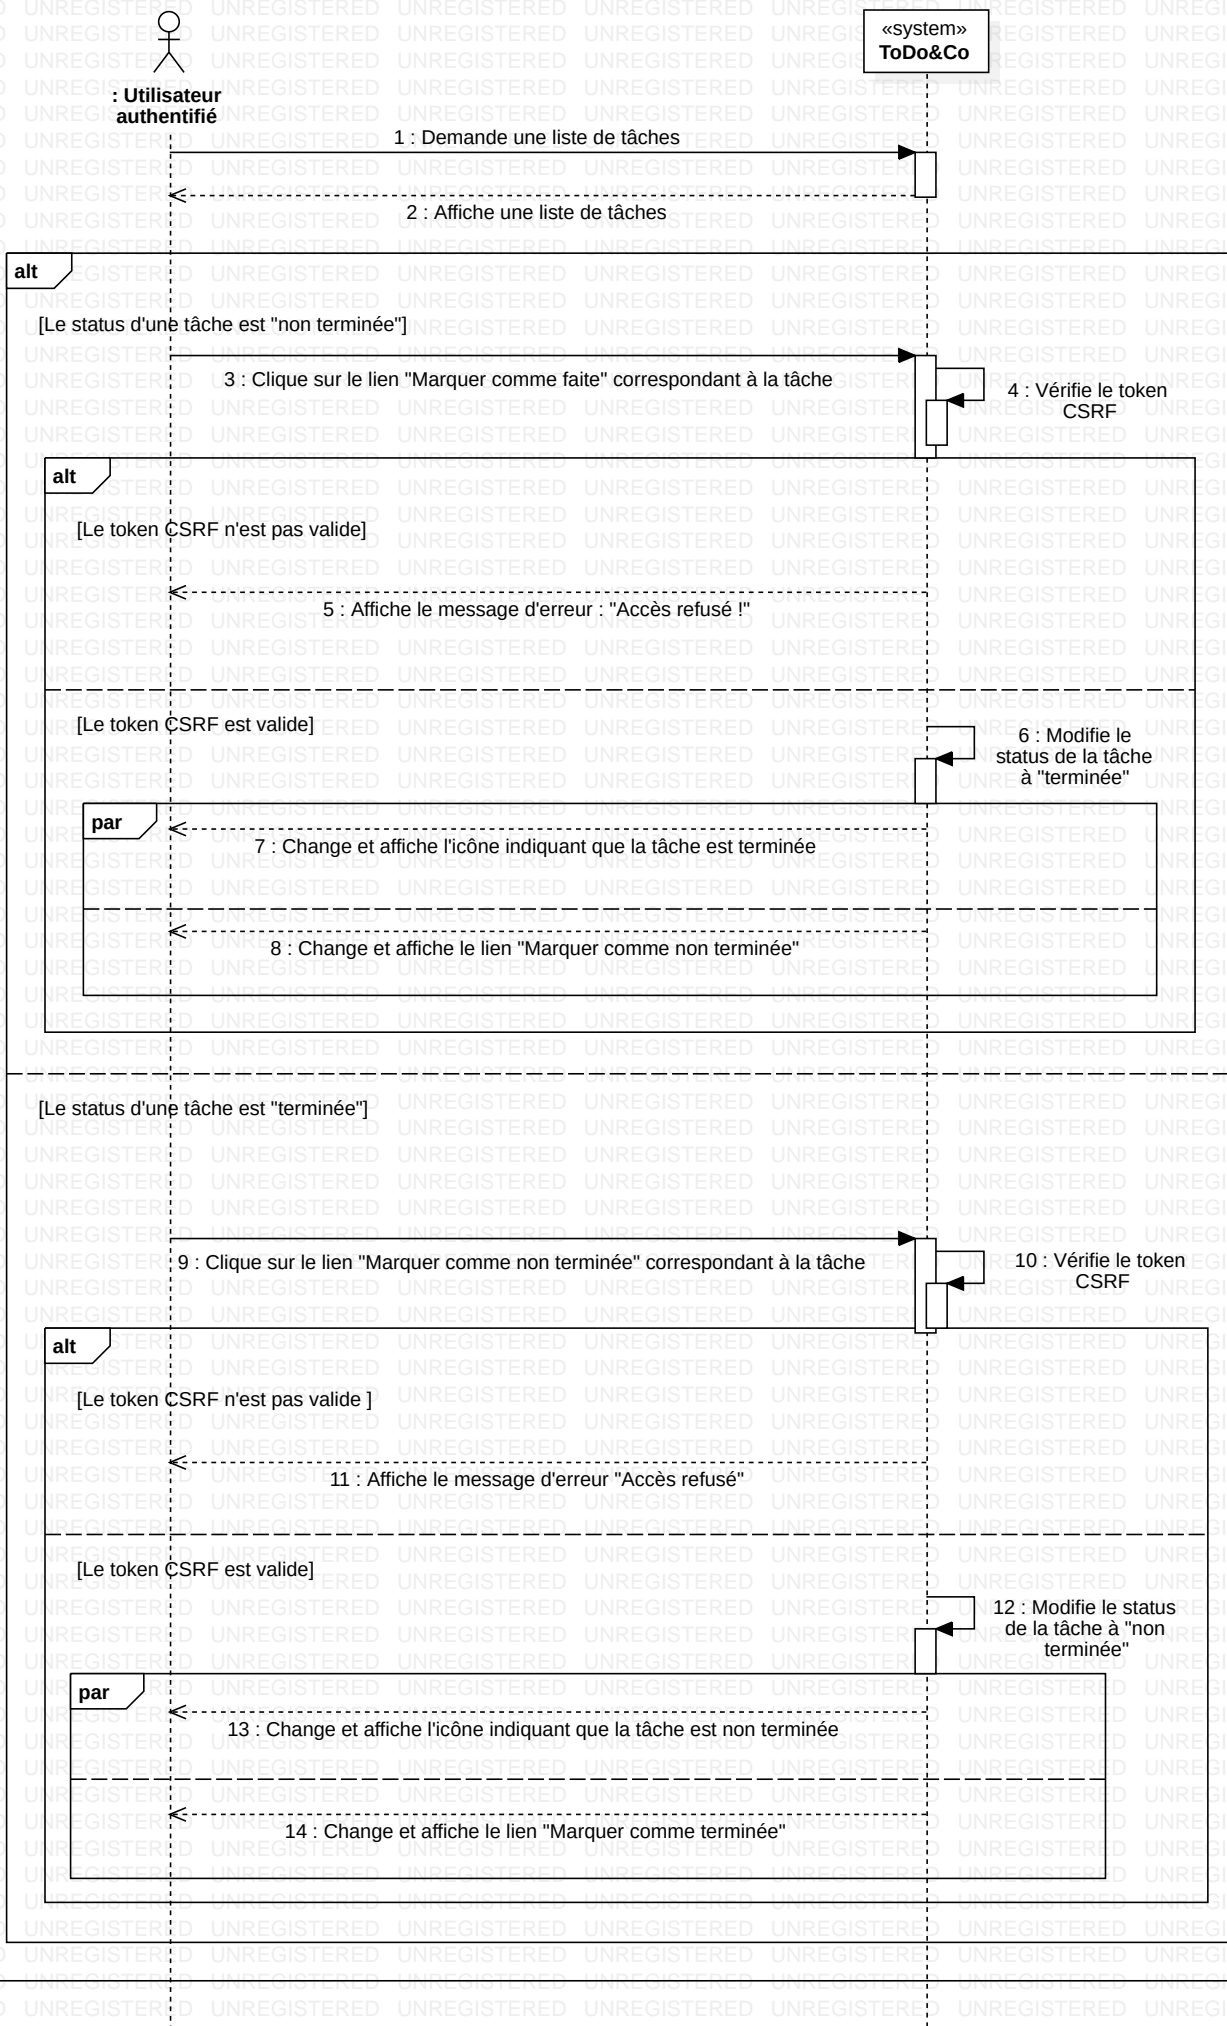 «system»
ToDo&Co
: Utilisateur
authentifié
1 : Demande une liste de tâches
2 : Affiche une liste de tâches
alt
[Le status d'une tâche est "non terminée"]
3 : Clique sur le lien "Marquer comme faite" correspondant à la tâche
4 : Vérifie le token
CSRF
alt
[Le token CSRF n'est pas valide]
5 : Affiche le message d'erreur : "Accès refusé !"
[Le token CSRF est valide]
6 : Modifie le
status de la tâche
à "terminée"
par
7 : Change et affiche l'icône indiquant que la tâche est terminée
8 : Change et affiche le lien "Marquer comme non terminée"
[Le status d'une tâche est "terminée"]
9 : Clique sur le lien "Marquer comme non terminée" correspondant à la tâche
10 : Vérifie le token
CSRF
alt
[Le token CSRF n'est pas valide ]
11 : Affiche le message d'erreur "Accès refusé"
[Le token CSRF est valide]
12 : Modifie le status
de la tâche à "non
terminée"
par
13 : Change et affiche l'icône indiquant que la tâche est non terminée
14 : Change et affiche le lien "Marquer comme terminée"
UNREGISTERED